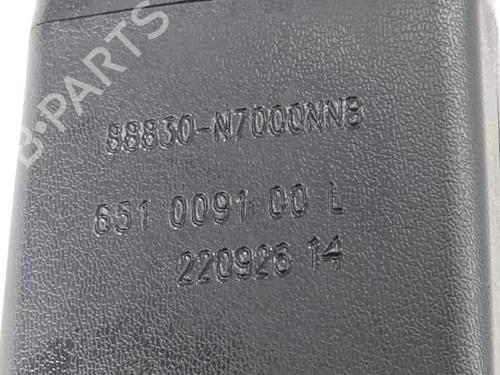 B-PARTS
88830-N7000NNB
651 0091 00 L
220926 14